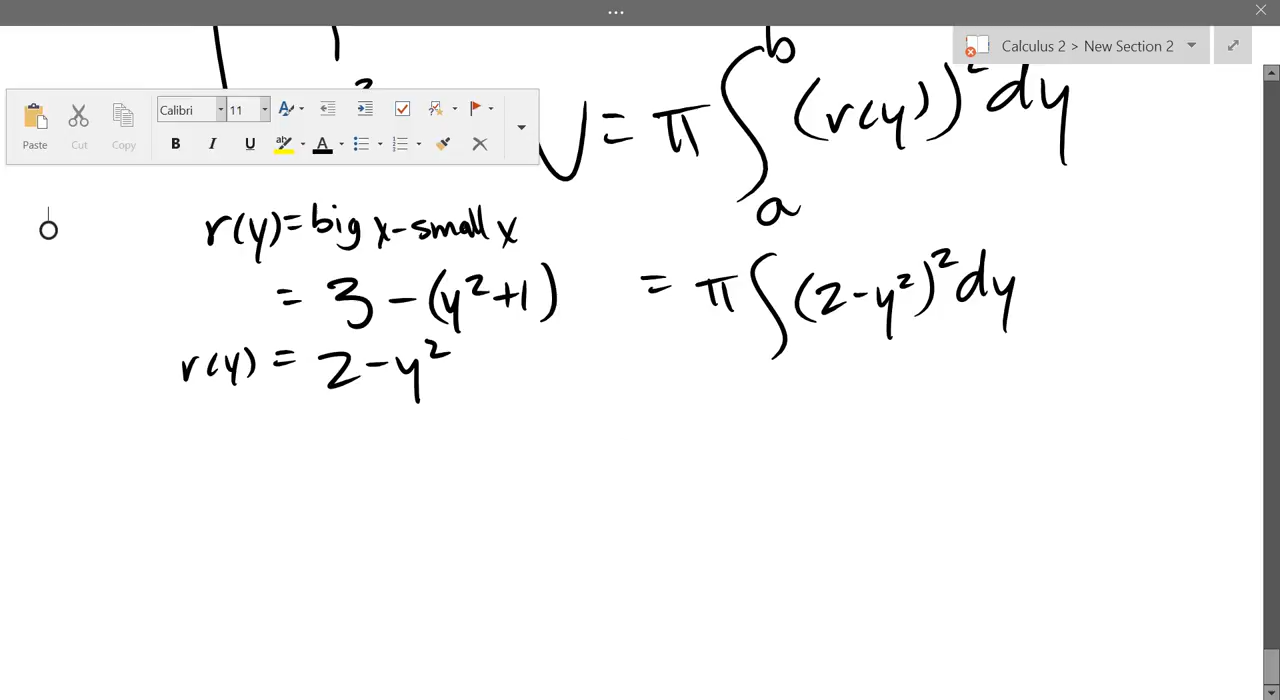 ...
Calculus 2 > New Section 2
Calibri 11
Paste Cut Copy
B I U A
V = π ∫_a^b (r(y))² dy
r(y) = big x - small x
= 3 - (y² + 1)
= π ∫ (2 - y²)² dy
r(y) = 2 - y²